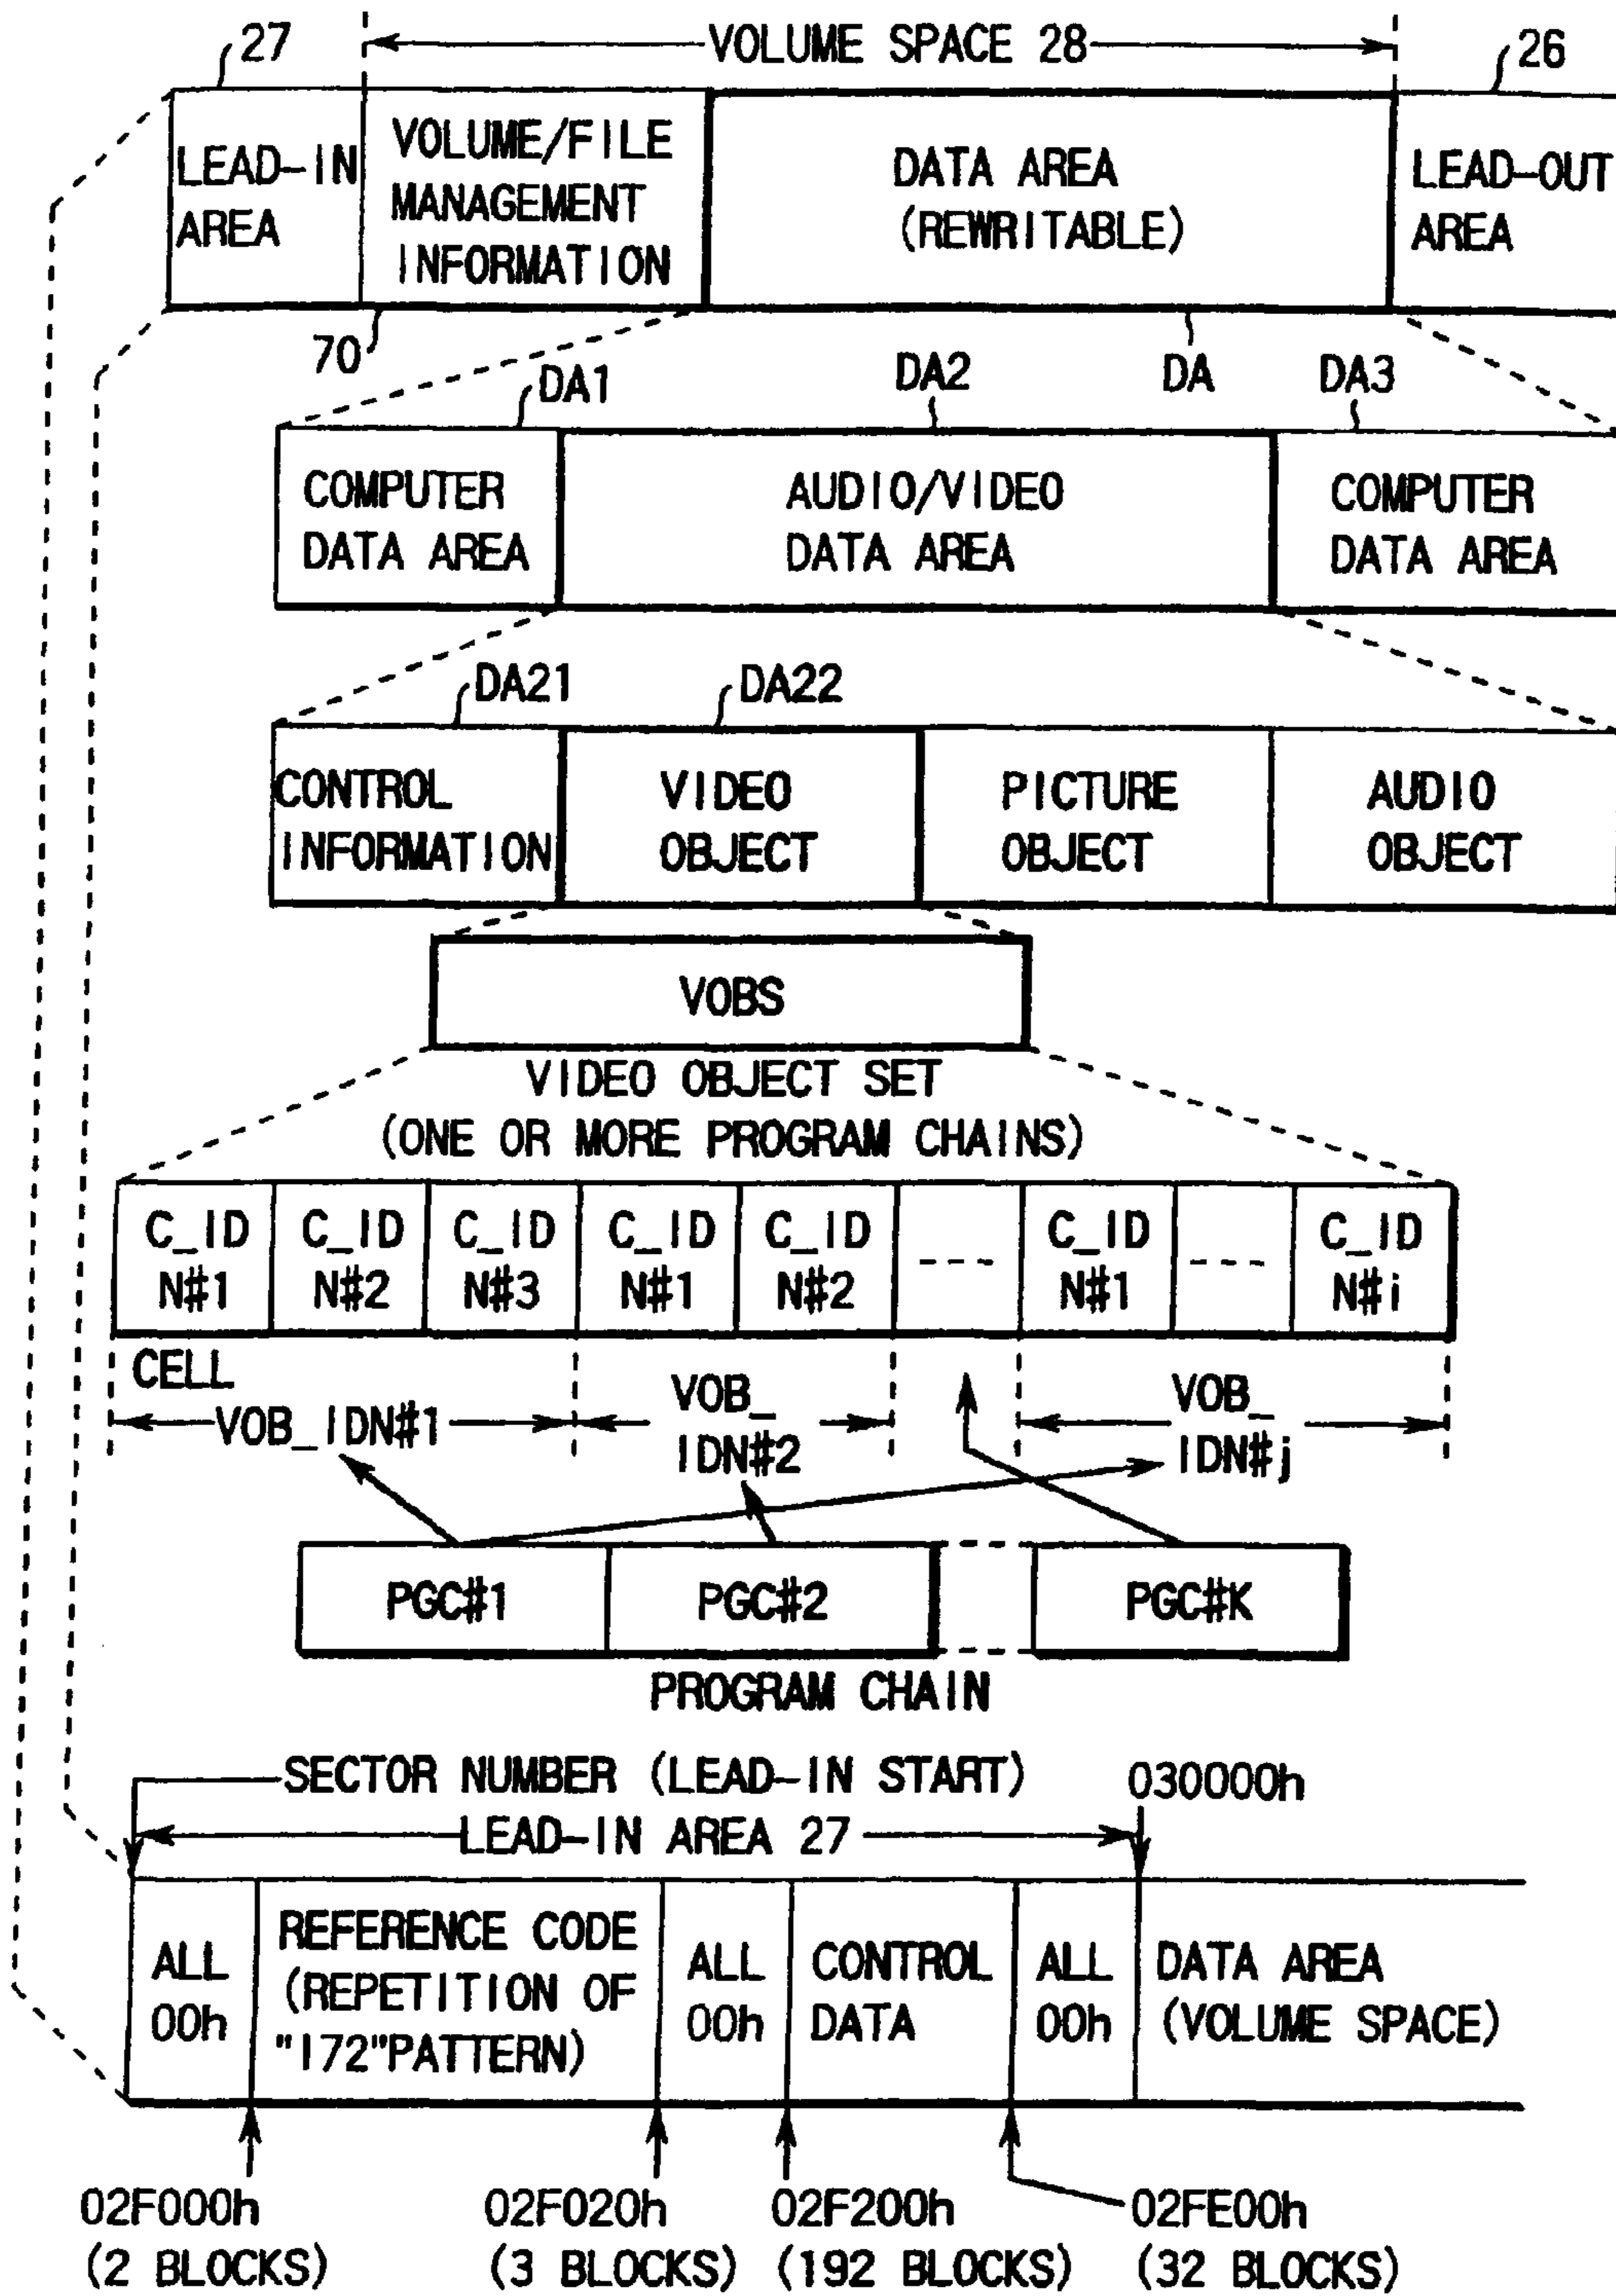 27
VOLUME SPACE 28
26
LEAD-IN
AREA
VOLUME/FILE
MANAGEMENT
INFORMATION
DATA AREA
(REWRITABLE)
LEAD-OUT
AREA
70
DA1
DA2
DA
DA3
COMPUTER
DATA AREA
AUDIO/VIDEO
DATA AREA
COMPUTER
DATA AREA
DA21
DA22
CONTROL
INFORMATION
VIDEO
OBJECT
PICTURE
OBJECT
AUDIO
OBJECT
VOBS
VIDEO OBJECT SET
(ONE OR MORE PROGRAM CHAINS)
C_ID
N#1
C_ID
N#2
C_ID
N#3
C_ID
N#1
C_ID
N#2
----
C_ID
N#1
----
C_ID
N#i
CELL
VOB_IDN#1
VOB_
IDN#2
VOB_
IDN#j
PGC#1
PGC#2
PGC#K
PROGRAM CHAIN
SECTOR NUMBER (LEAD-IN START)
030000h
LEAD-IN AREA 27
ALL
00h
REFERENCE CODE
(REPETITION OF
"172"PATTERN)
ALL
00h
CONTROL
DATA
ALL
00h
DATA AREA
(VOLUME SPACE)
02F000h
(2 BLOCKS)
02F020h
(3 BLOCKS)
02F200h
(192 BLOCKS)
02FE00h
(32 BLOCKS)